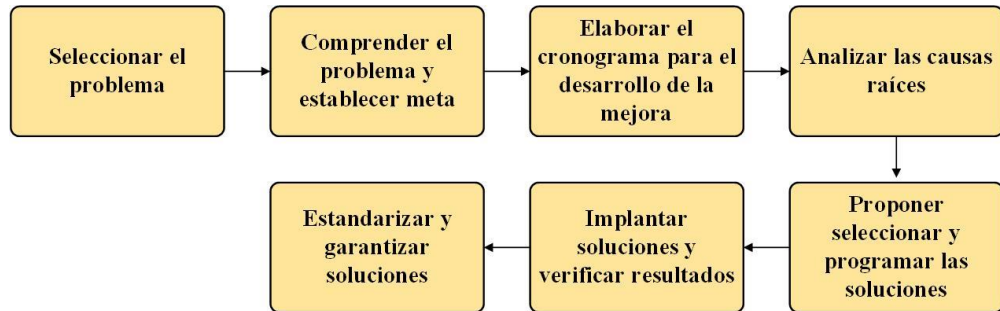 Seleccionar el
problema
Comprender el
problema y
establecer meta
Elaborar el
cronograma para el
desarrollo de la
mejora
Analizar las causas
raíces
Proponer
seleccionar y
programar las
soluciones
Implantar
soluciones y
verificar resultados
Estandarizar y
garantizar
soluciones